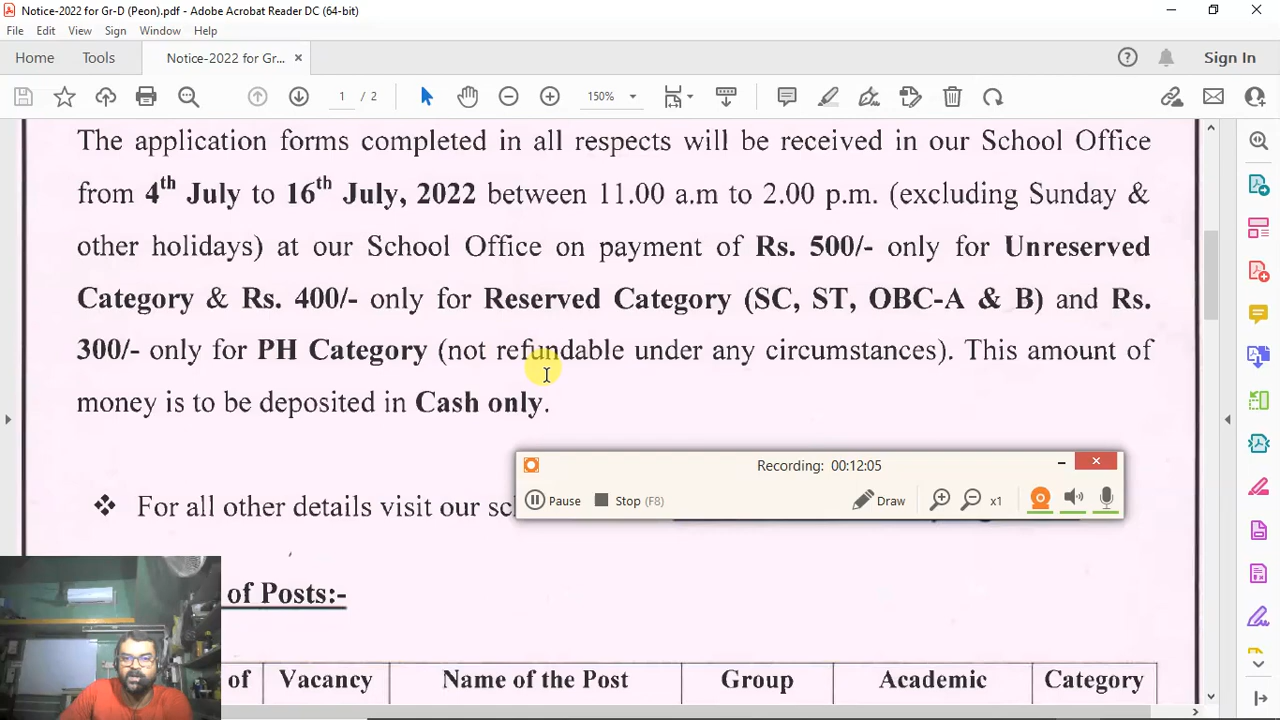 Notice-2022 for Gr-D (Peon).pdf - Adobe Acrobat Reader DC (64-bit)
File Edit View Sign Window Help
Home Tools Notice-2022 for Gr-D... × Sign In
1 / 2 150%
The application forms completed in all respects will be received in our School Office
from 4th July to 16th July, 2022 between 11.00 a.m to 2.00 p.m. (excluding Sunday &
other holidays) at our School Office on payment of Rs. 500/- only for Unreserved
Category & Rs. 400/- only for Reserved Category (SC, ST, OBC-A & B) and Rs.
300/- only for PH Category (not refundable under any circumstances). This amount of
money is to be deposited in Cash only.
Recording: 00:12:05
Pause Stop (F8) Draw x1
❖ For all other details visit our
of Posts:-
of Vacancy Name of the Post Group Academic Category